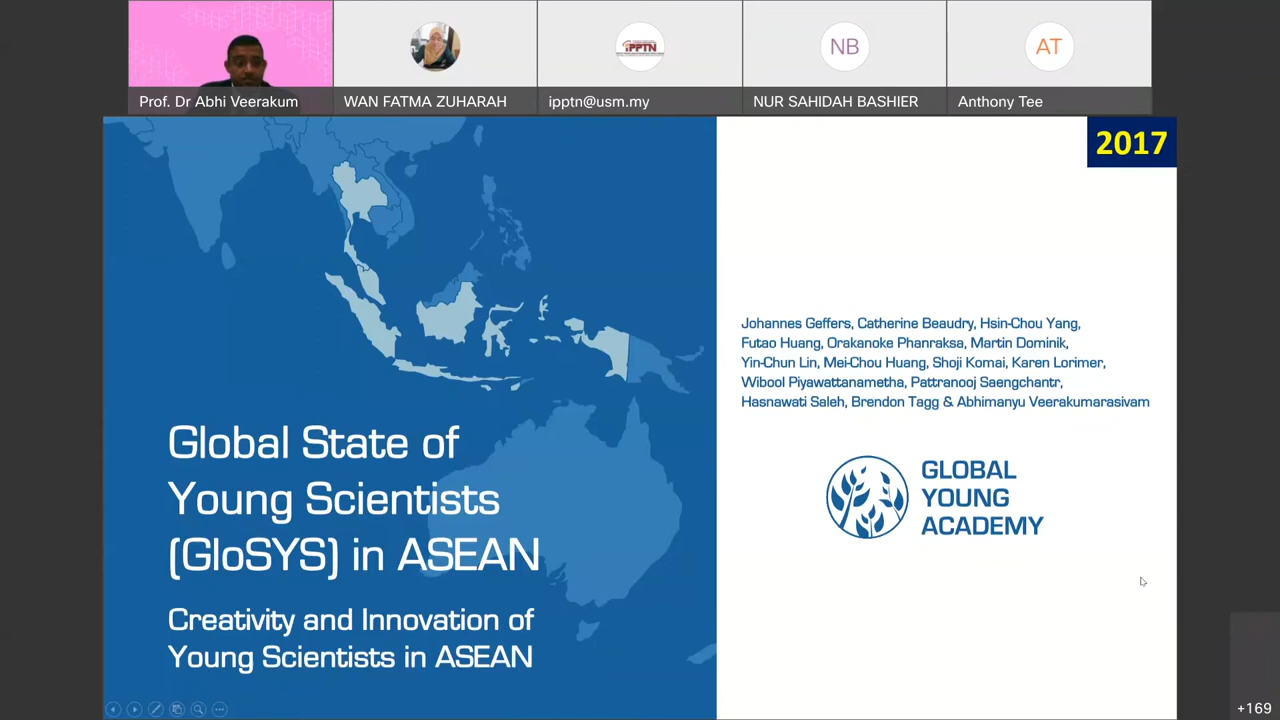 NB
AT
Prof. Dr Abhi Veerakum
WAN FATMA ZUHARAH
ipptn@usm.my
NUR SAHIDAH BASHIER
Anthony Tee
IPPTN
2017
Global State of
Young Scientists
(GloSYS) in ASEAN
Creativity and Innovation of
Young Scientists in ASEAN
Johannes Geffers, Catherine Beaudry, Hsin-Chou Yang,
Futao Huang, Orakanoke Phanraksa, Martin Dominik,
Yin-Chun Lin, Mei-Chou Huang, Shoji Komai, Karen Lorimer,
Wibool Piyawattanametha, Pattranooj Saengchantr,
Hasnawati Saleh, Brendon Tagg & Abhimanyu Veerakumarasivam
GLOBAL
YOUNG
ACADEMY
+169